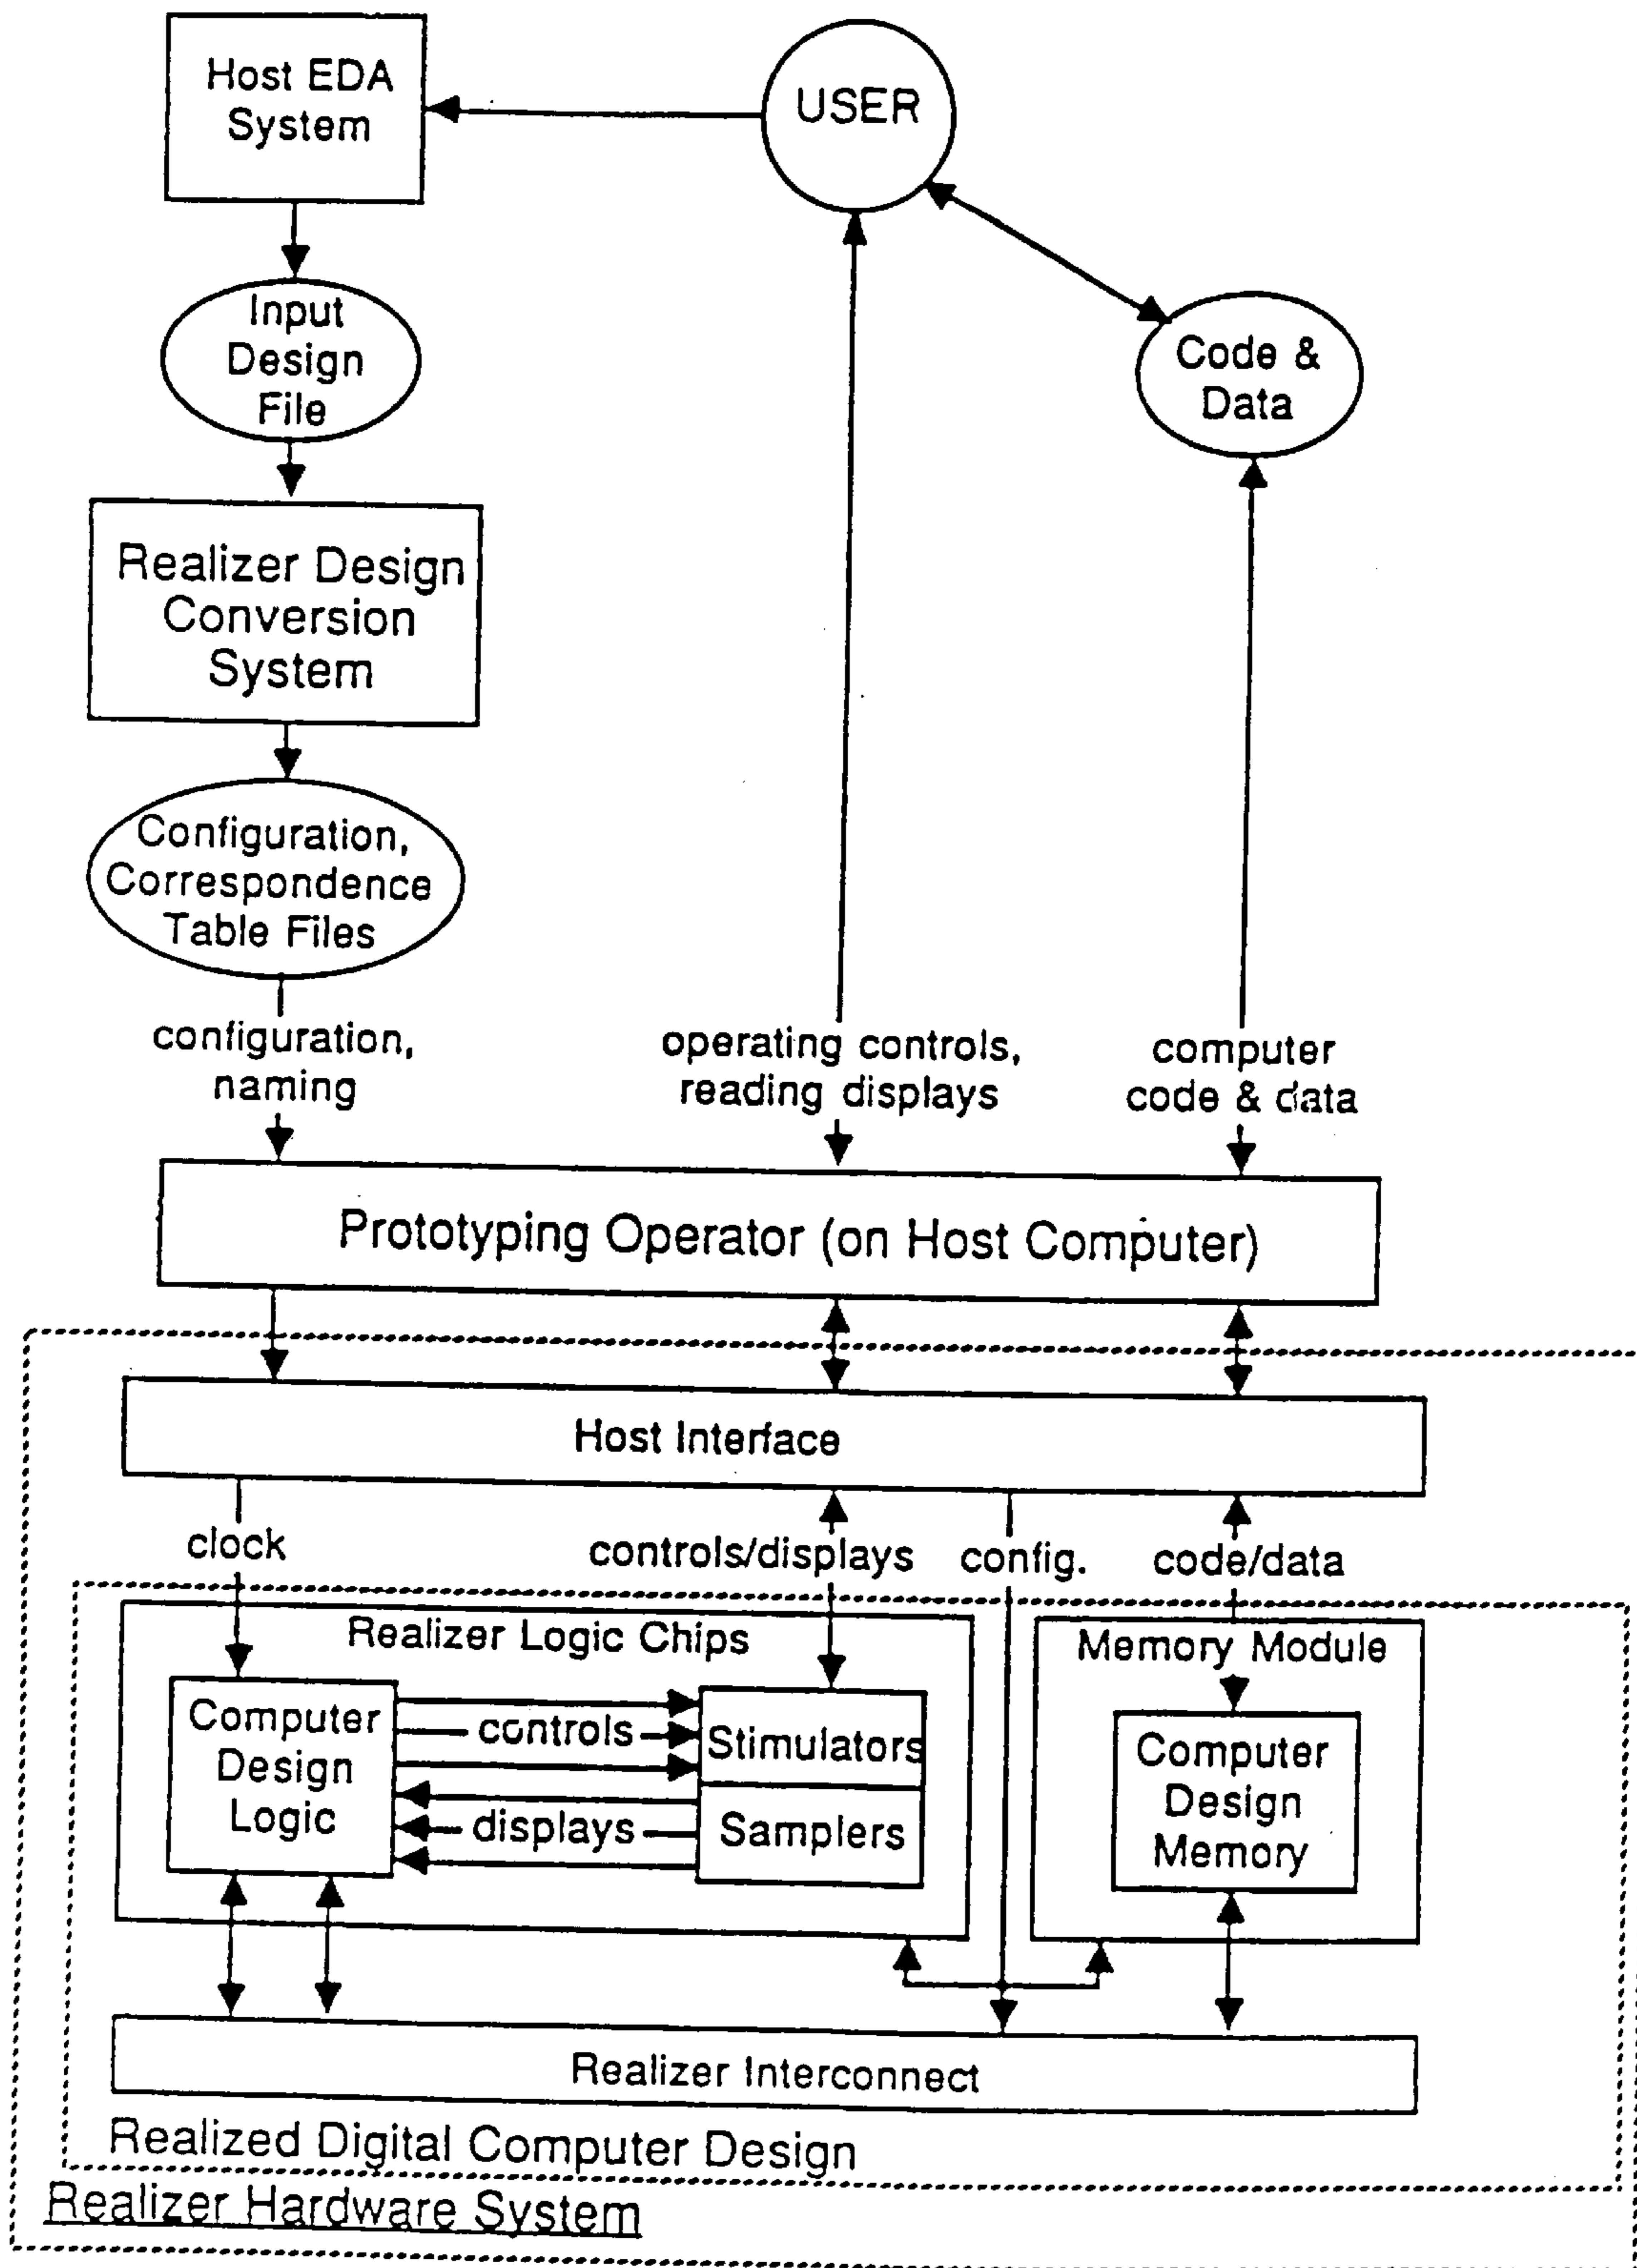 Host EDA
System
USER
Input
Design
File
Code &
Data
Realizer Design
Conversion
System
Configuration,
Correspondence
Table Files
configuration,
naming
operating controls,
reading displays
computer
code & data
Prototyping Operator (on Host Computer)
Host Interface
clock
controls/displays
config.
code/data
Realizer Logic Chips
Memory Module
Computer
Design
Logic
controls
displays
Stimulators
Samplers
Computer
Design
Memory
Realizer Interconnect
Realized Digital Computer Design
Realizer Hardware System